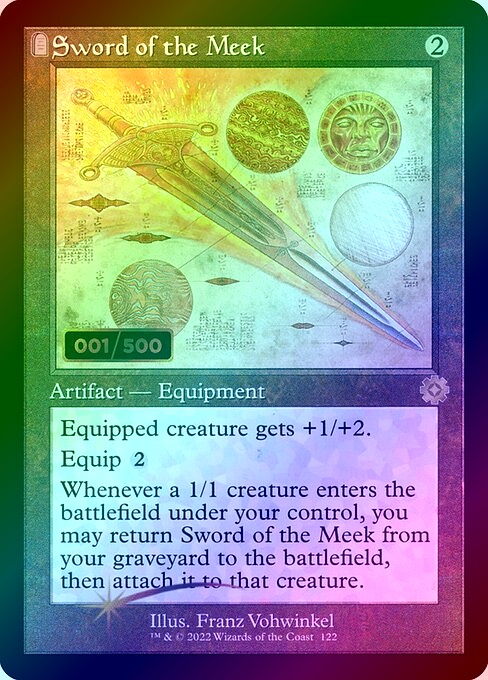 Sword of the Meek 2
001/500
Artifact — Equipment
Equipped creature gets +1/+2.
Equip 2
Whenever a 1/1 creature enters the
battlefield under your control, you
may return Sword of the Meek from
your graveyard to the battlefield,
then attach it to that creature.
Illus. Franz Vohwinkel
™ & © 2022 Wizards of the Coast 122